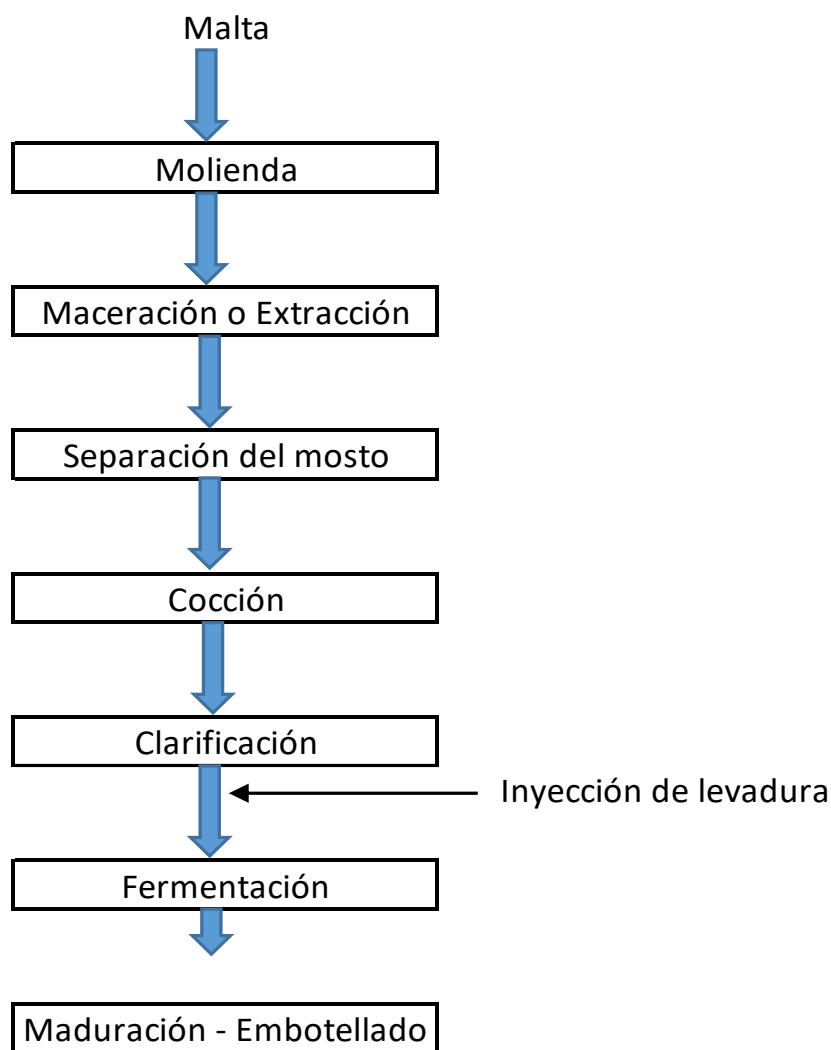 Malta
Molienda
Maceración o Extracción
Separación del mosto
Cocción
Clarificación
Inyección de levadura
Fermentación
Maduración - Embotellado